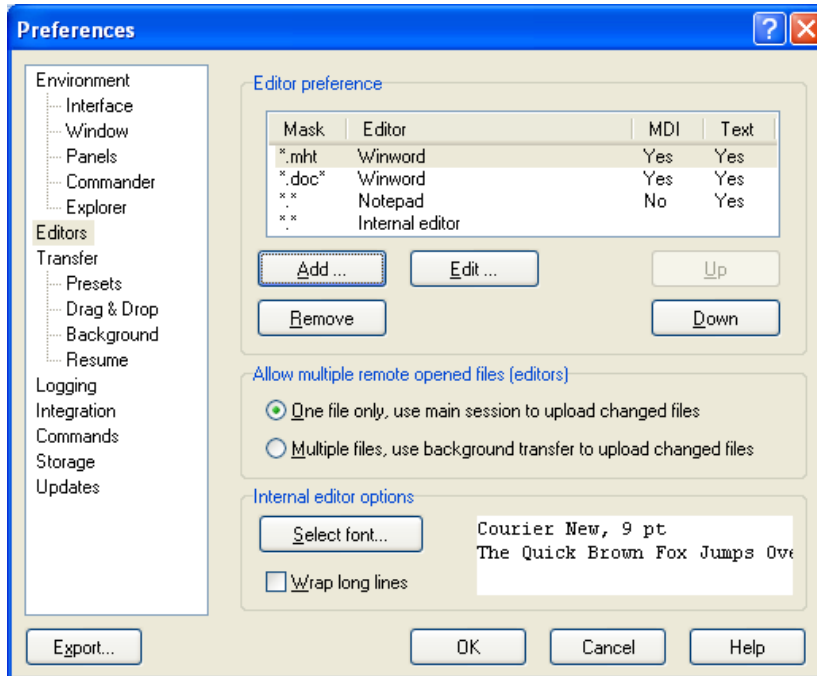 Preferences
Environment
Interface
Window
Panels
Commander
Explorer
Editors
Transfer
Presets
Drag & Drop
Background
Resume
Logging
Integration
Commands
Storage
Updates
Editor preference
Mask Editor MDI Text
*.mht Winword Yes Yes
*.doc* Winword Yes Yes
*.* Notepad No Yes
*.* Internal editor
Add ... Edit ... Up
Remove Down
Allow multiple remote opened files (editors)
One file only, use main session to upload changed files
Multiple files, use background transfer to upload changed files
Internal editor options
Select font...
Wrap long lines
Courier New, 9 pt
The Quick Brown Fox Jumps Ove
Export... OK Cancel Help